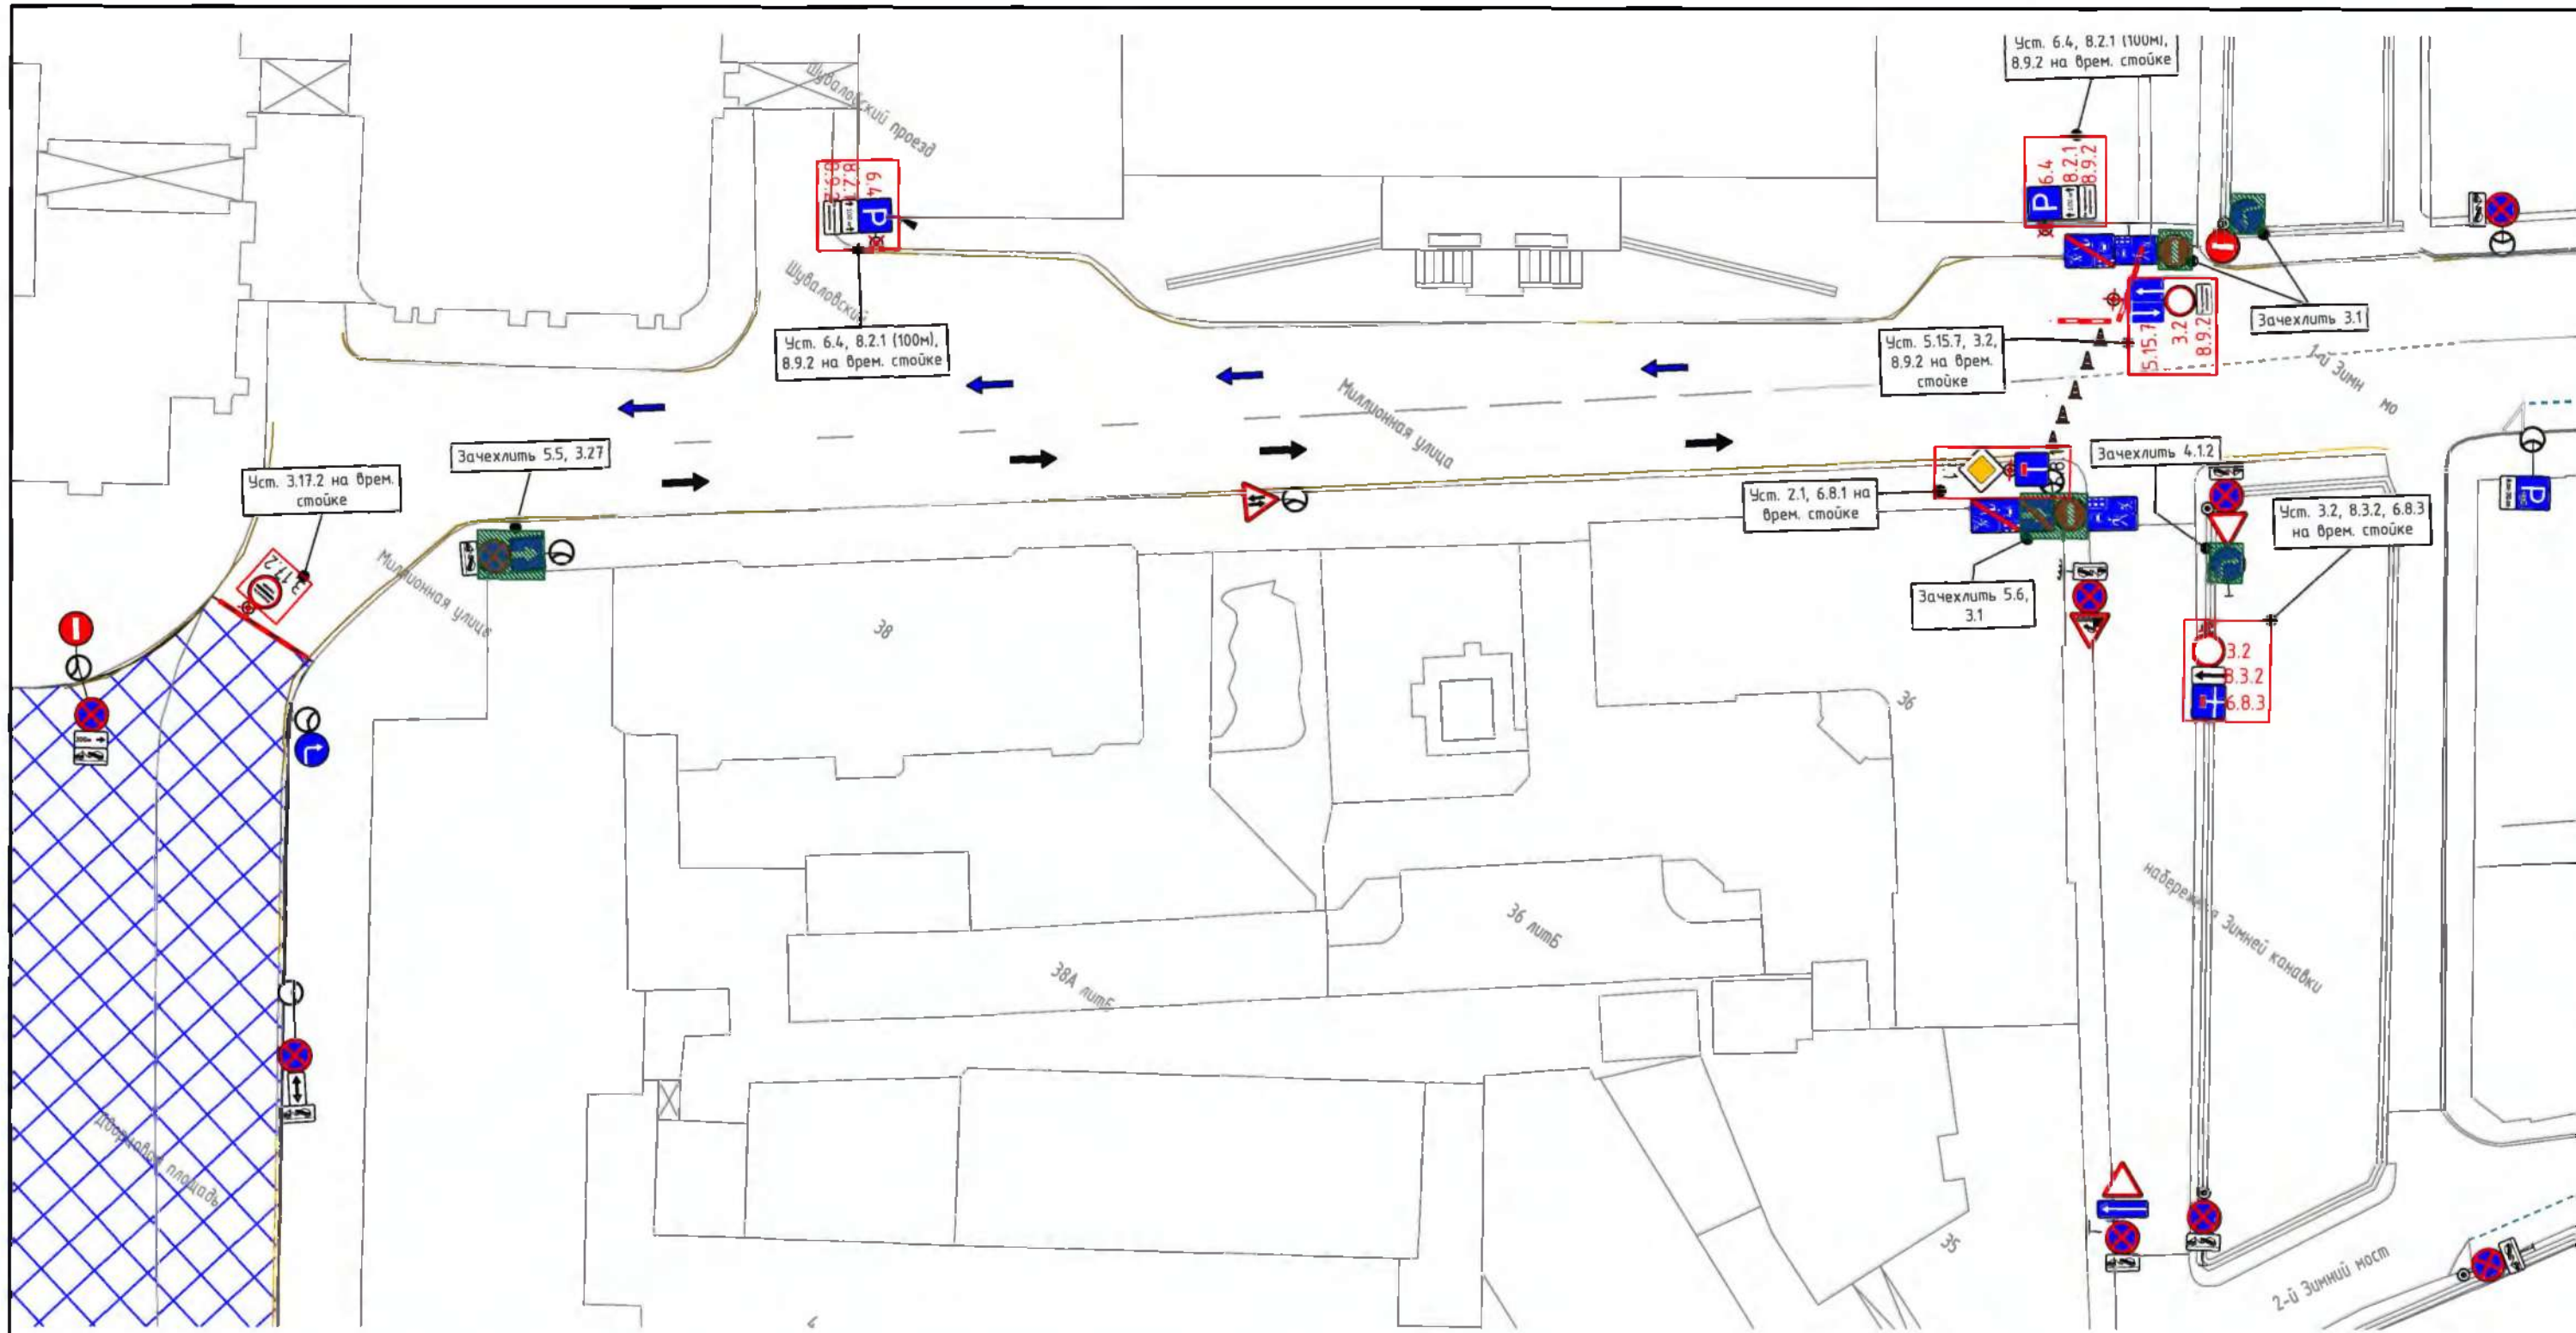 Уст. 6.4, 8.2.1 (100м),
8.9.2 на врем. стойке
Шуваловский проезд
6.4
8.2.1
8.9.2
6.4
8.2.1
Шуваловский
Уст. 6.4, 8.2.1 (100м),
8.9.2 на врем. стойке
Зачехлить 3.1
5.15.7
3.2
8.9.2
Уст. 5.15.7, 3.2,
8.9.2 на врем.
стойке
1-й Зимн мо
Миллионная улица
Зачехлить 5.5, 3.27
Уст. 3.17.2 на врем.
стойке
Зачехлить 4.1.2
Уст. 2.1, 6.8.1 на
врем. стойке
Уст. 3.2, 8.3.2, 6.8.3
на врем. стойке
3.17.2
Миллионная улица
Зачехлить 5.6,
3.1
38
3.2
8.3.2
6.8.3
36
36 литБ
38А литБ
набережная Зимней канавки
Дворцовая площадь
35
2-й Зимний мост
4